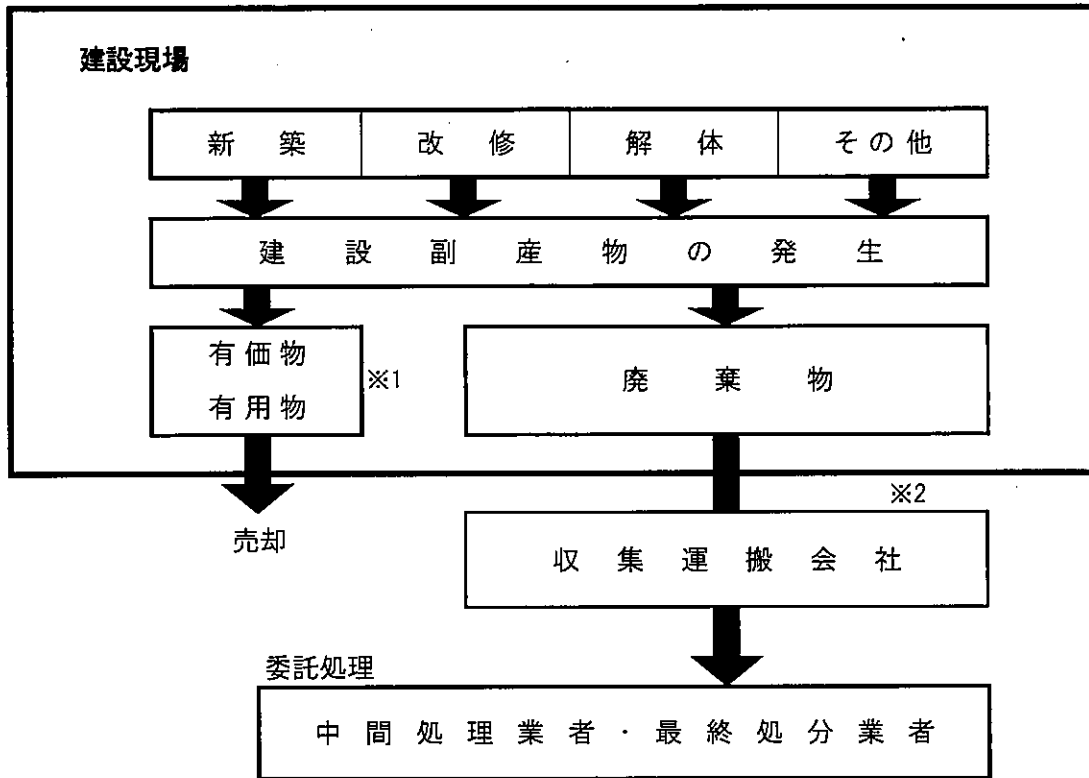 建設現場
新築 改修 解体 その他
建設副産物の発生
有価物
有用物
※1
廃棄物
※2
売却
収集運搬会社
委託処理
中間処理業者・最終処分業者